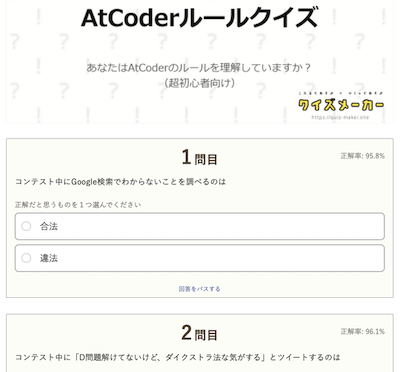 AtCoderルールクイズ
あなたはAtCoderのルールを理解していますか？
（超初心者向け）
クイズメーカー
https://quiz-maker.site
1問目
正解率: 95.8%
コンテスト中にGoogle検索でわからないことを調べるのは
正解だと思うものを１つ選んでください
合法
違法
回答をパスする
2問目
正解率: 96.1%
コンテスト中に「D問題解けてないけど、ダイクストラ法な気がする」とツイートするのは